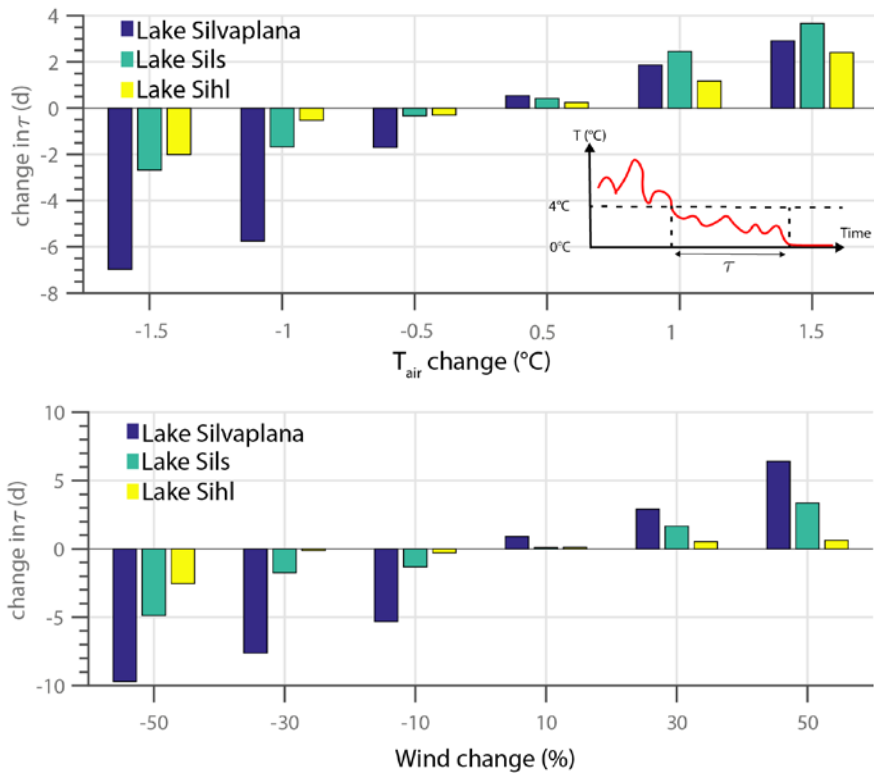 4
2
0
-2
-4
-6
-8
change in τ (d)
Lake Silvaplana
Lake Sils
Lake Sihl
T (°C)
4°C
0°C
Time
τ
-1.5 -1 -0.5 0.5 1 1.5
T_air change (°C)
10
5
0
-5
-10
change in τ (d)
Lake Silvaplana
Lake Sils
Lake Sihl
-50 -30 -10 10 30 50
Wind change (%)